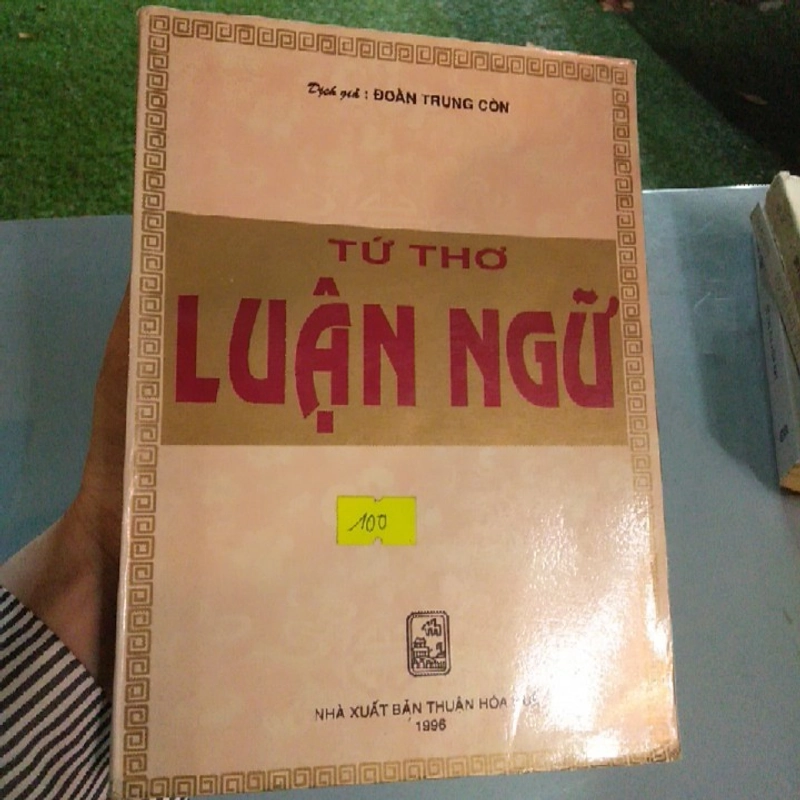 Dịch giả : ĐOÀN TRUNG CÒN
TỨ THƠ
LUẬN NGỮ
100
NHÀ XUẤT BẢN THUẬN HÓA
1996